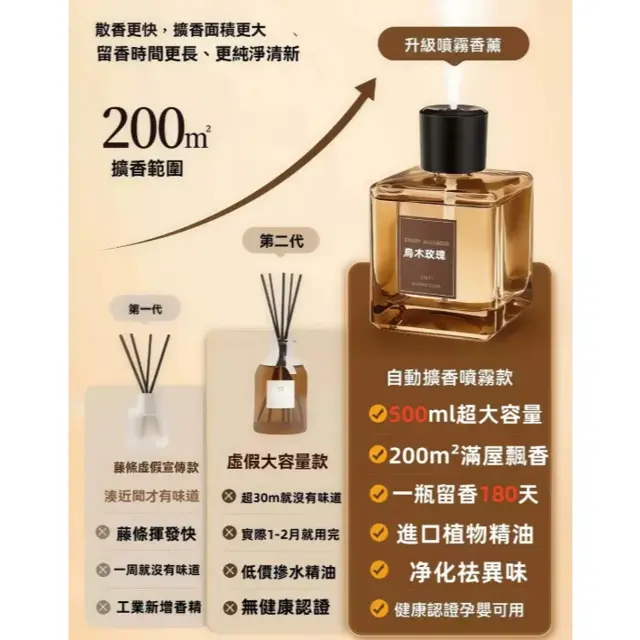 散香更快，擴香面積更大、
留香時間更長、更純淨清新
升級噴霧香薰
200m²
擴香範圍
第二代
第一代
烏木玫瑰
自動擴香噴霧款
500ml超大容量
200m²滿屋飄香
一瓶留香180天
進口植物精油
净化祛異味
健康認證孕嬰可用
虛假大容量款
超30m就沒有味道
實際1-2月就用完
低價摻水精油
無健康認證
藤條虛假宣傳款
湊近聞才有味道
藤條揮發快
一周就沒有味道
工業新增香精